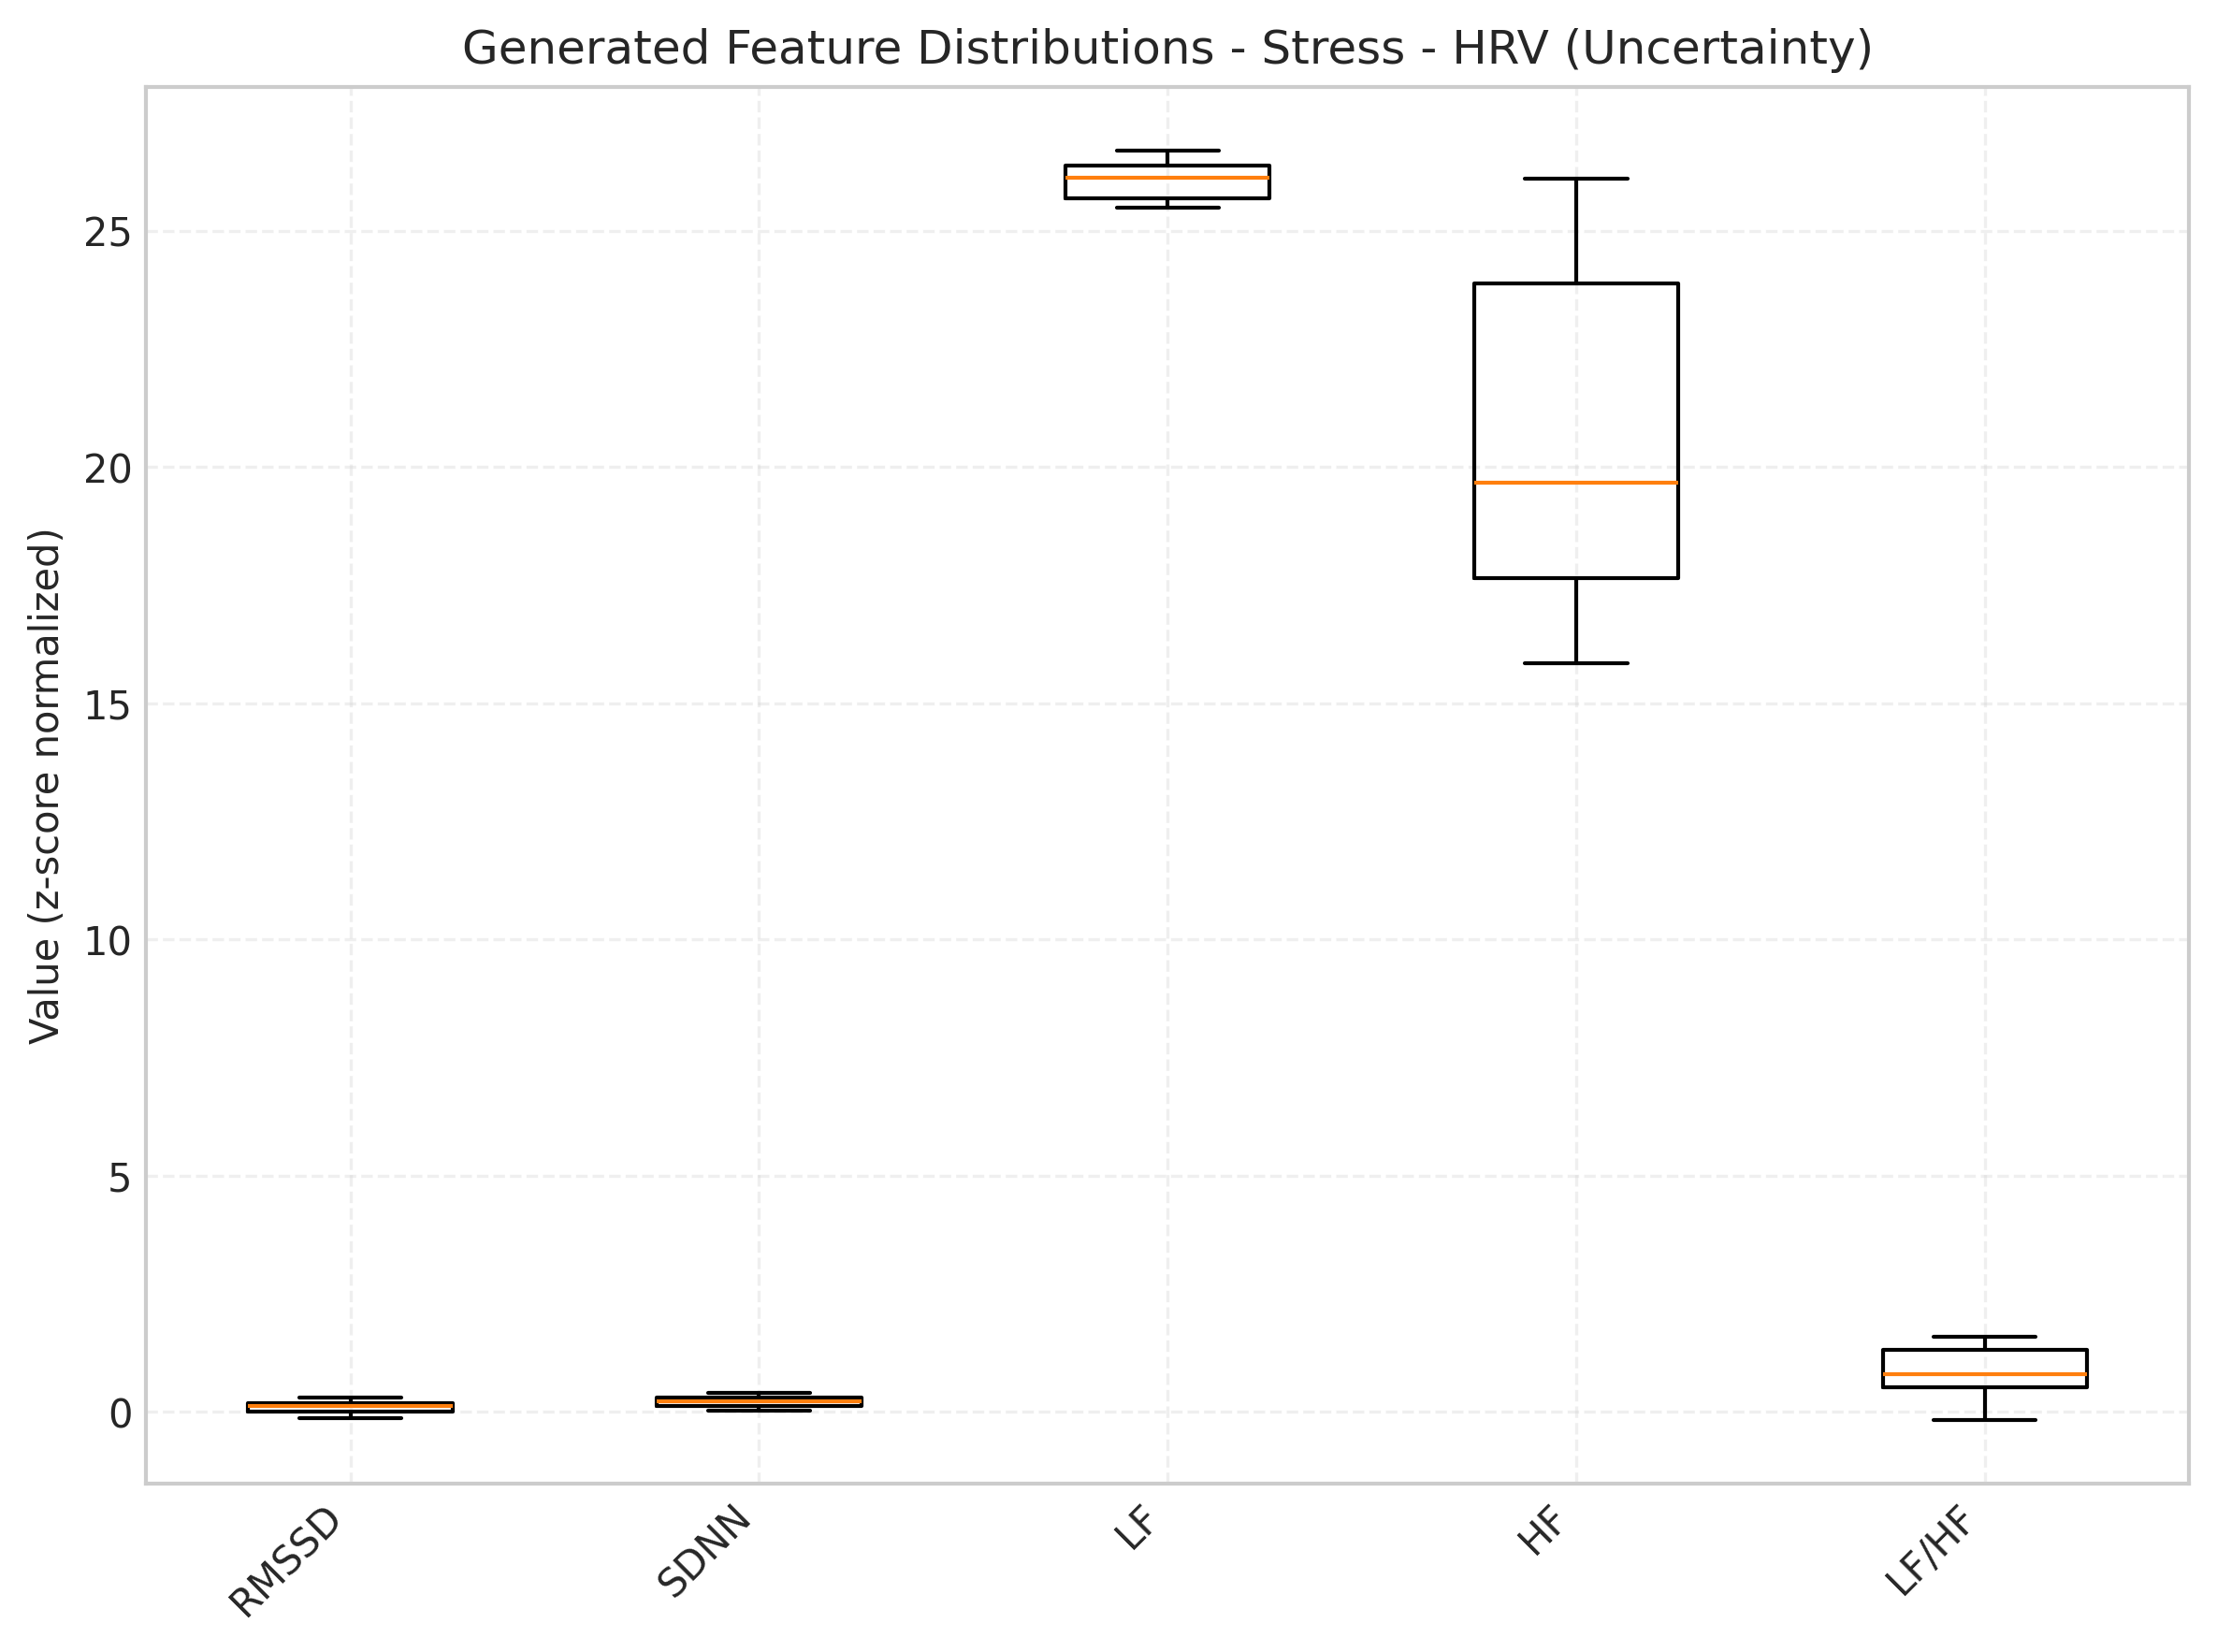 Generated Feature Distributions - Stress - HRV (Uncertainty)
Value (z-score normalized)
25
20
15
10
5
0
RMSSD
SDNN
LF
HF
LF/HF